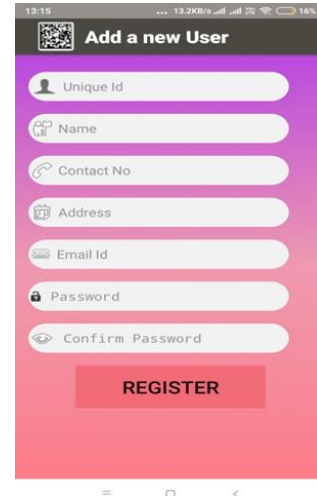 13:15 ... 13.2KB/s 16%
Add a new User
Unique Id
Name
Contact No
Address
Email Id
Password
Confirm Password
REGISTER